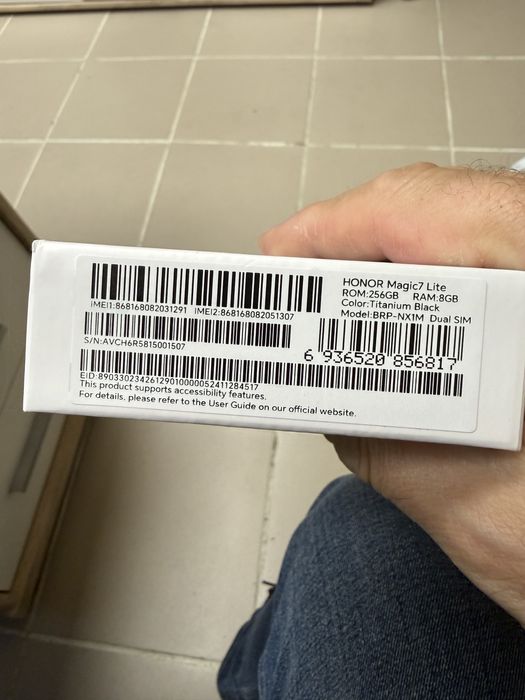 HONOR Magic7 Lite
ROM:256GB RAM:8GB
Color:Titanium Black
Model:BRP-NX1M Dual SIM
IMEI1:868168082031291 IMEI2:868168082051307
S/N:AVCH6R5815001507
6 936520 856817
EID:89033023426129010000052411284517
This product supports accessibility features.
For details, please refer to the User Guide on our official website.